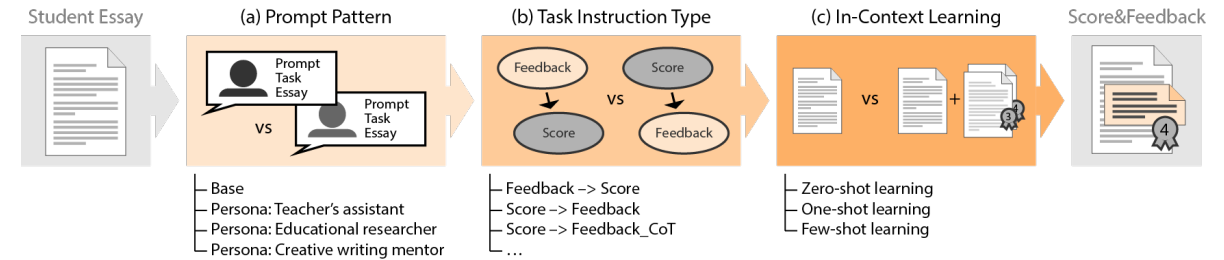 Student Essay
(a) Prompt Pattern
(b) Task Instruction Type
(c) In-Context Learning
Score&Feedback
Prompt
Task
Essay
vs
Prompt
Task
Essay
Feedback
Score
vs
Score
Feedback
vs
+
3
4
4
Base
Persona: Teacher's assistant
Persona: Educational researcher
Persona: Creative writing mentor
Feedback –> Score
Score –> Feedback
Score –> Feedback_CoT
...
Zero-shot learning
One-shot learning
Few-shot learning